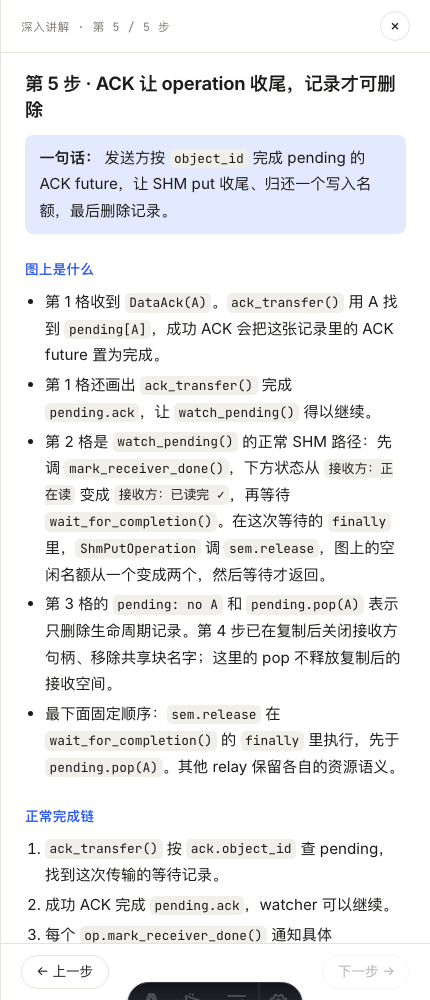 深入讲解 · 第 5 / 5 步
×
第 5 步 · ACK 让 operation 收尾，记录才可删
除
一句话： 发送方按 object_id 完成 pending 的
ACK future，让 SHM put 收尾、归还一个写入名
额，最后删除记录。
图上是什么
• 第 1 格收到 DataAck(A)。ack_transfer() 用 A 找
到 pending[A]，成功 ACK 会把这张记录里的 ACK
future 置为完成。
• 第 1 格还画出 ack_transfer() 完成
pending.ack，让 watch_pending() 得以继续。
• 第 2 格是 watch_pending() 的正常 SHM 路径：先
调 mark_receiver_done()，下方状态从 接收方：正
在读 变成 接收方：已读完 ✓，再等待
wait_for_completion()。在这次等待的 finally
里，ShmPutOperation 调 sem.release，图上的空
闲名额从一个变成两个，然后等待才返回。
• 第 3 格的 pending: no A 和 pending.pop(A) 表示
只删除生命周期记录。第 4 步已在复制后关闭接收方
句柄、移除共享块名字；这里的 pop 不释放复制后的
接收空间。
• 最下面固定顺序：sem.release 在
wait_for_completion() 的 finally 里执行，先于
pending.pop(A)。其他 relay 保留各自的资源语义。
正常完成链
1. ack_transfer() 按 ack.object_id 查 pending，
找到这次传输的等待记录。
2. 成功 ACK 完成 pending.ack，watcher 可以继续。
3. 每个 op.mark_receiver_done() 通知具体
← 上一步
下一步 →